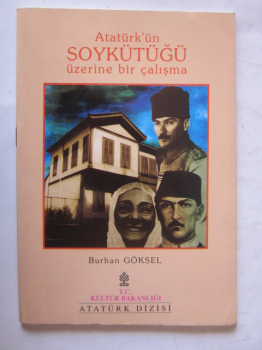 Atatürk'ün
SOYKÜTÜĞÜ
üzerine bir çalışma
Burhan GÖKSEL
T.C.
KÜLTÜR BAKANLIĞI
ATATÜRK DİZİSİ